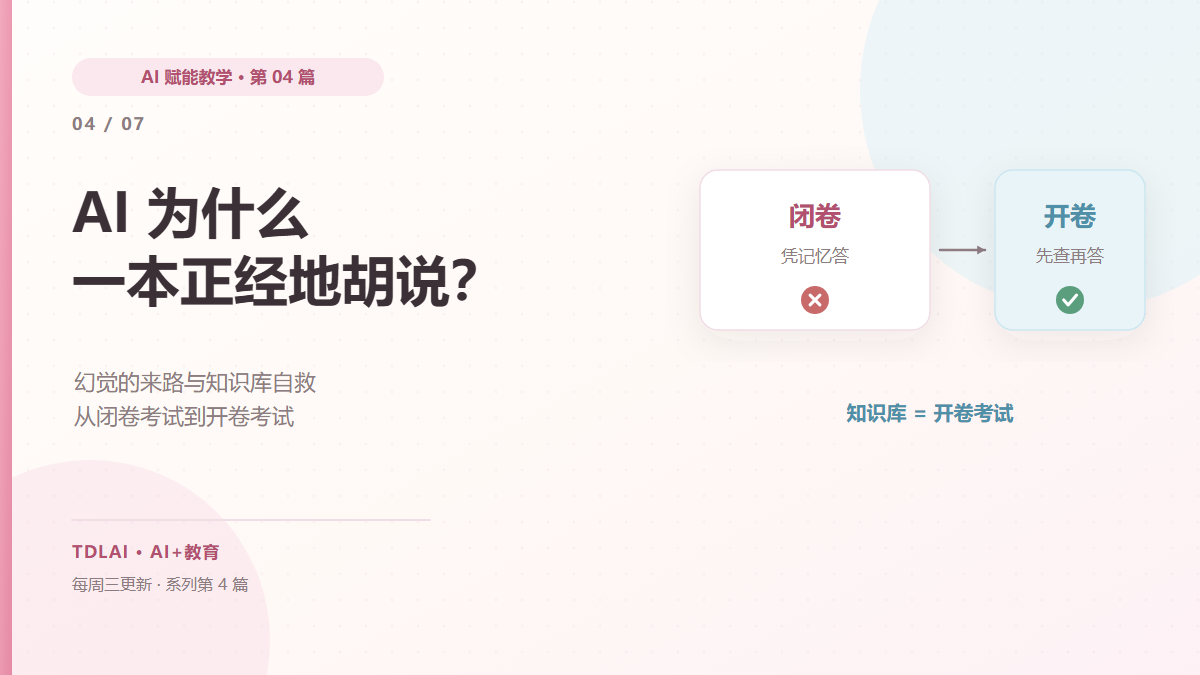 AI 赋能教学 • 第 04 篇
04 / 07
AI 为什么
一本正经地胡说？
幻觉的来路与知识库自救
从闭卷考试到开卷考试
TDLAI • AI+教育
每周三更新 · 系列第 4 篇
闭卷
凭记忆答
开卷
先查再答
知识库 = 开卷考试